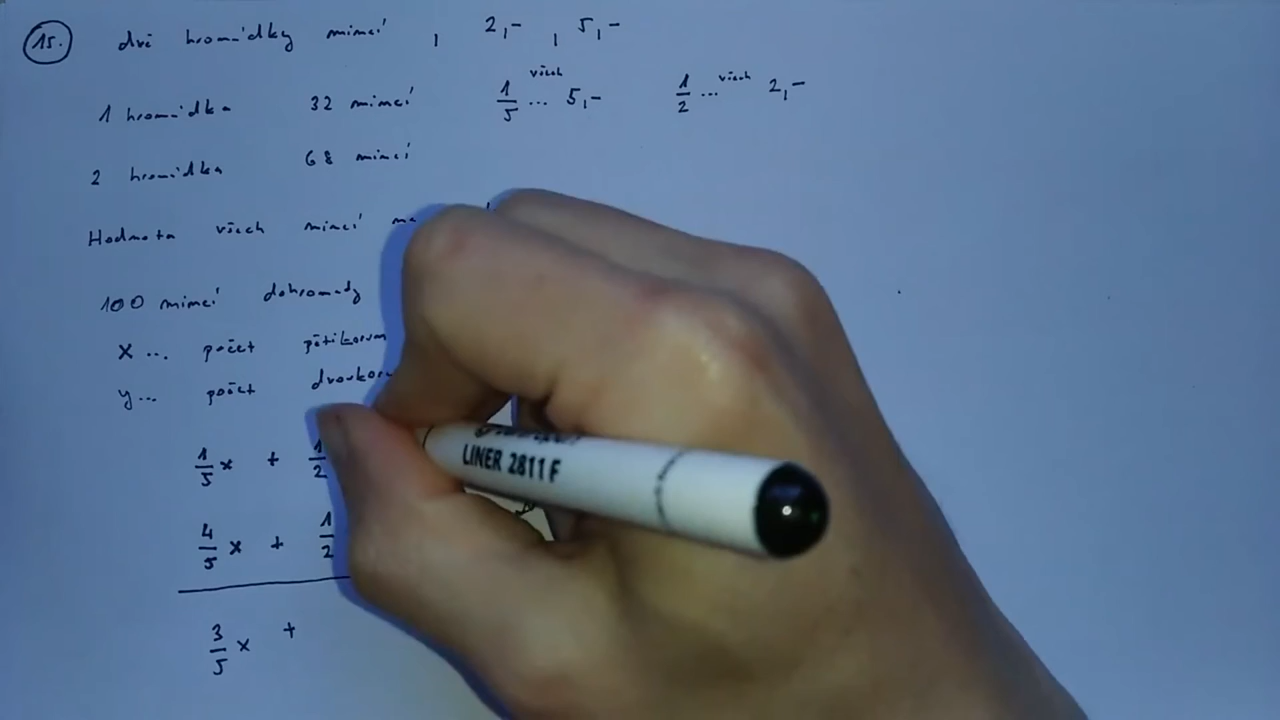 15. dvě hromádky mincí , 2,- , 5,-
1 hromádka 32 mincí 1/5 ... všech 5,- 1/2 ... všech 2,-
2 hromádka 68 mincí
Hodnota všech mincí
100 mincí dohromady
x ... počet pětikorun
y ... počet
1/5 x + 1/2
4/5 x + 1/2
3/5 x +
LINER 2811 F